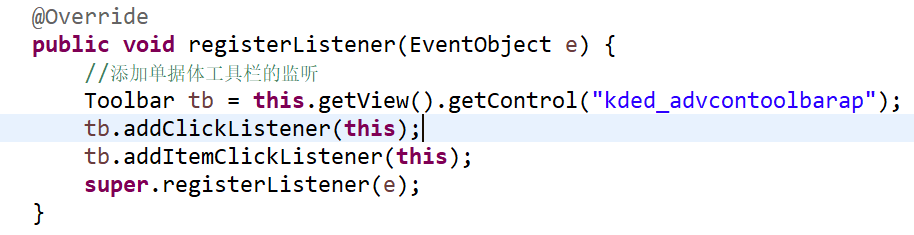 @Override
public void registerListener(EventObject e) {
//添加单据体工具栏的监听
Toolbar tb = this.getView().getControl("kded_advcontoolbarap");
tb.addClickListener(this);
tb.addItemClickListener(this);
super.registerListener(e);
}